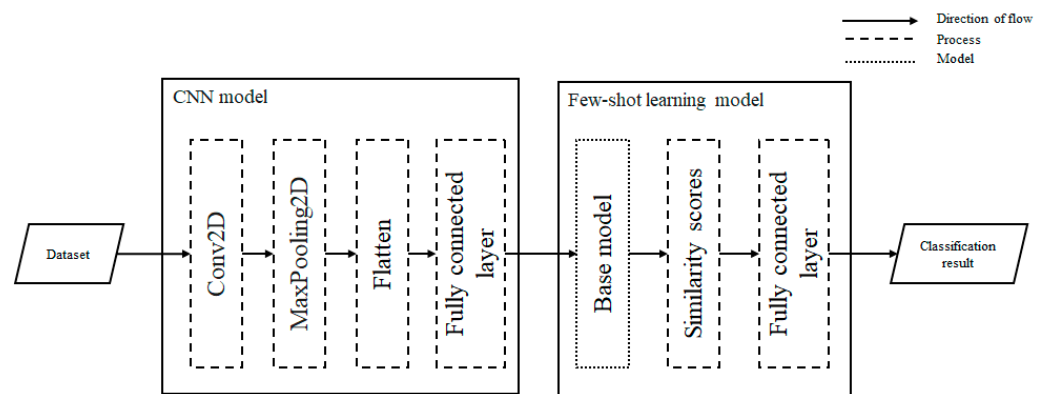 Direction of flow
Process
Model
CNN model
Few-shot learning model
Dataset
Conv2D
MaxPooling2D
Flatten
Fully connected
layer
Base model
Similarity scores
Fully connected
layer
Classification
result